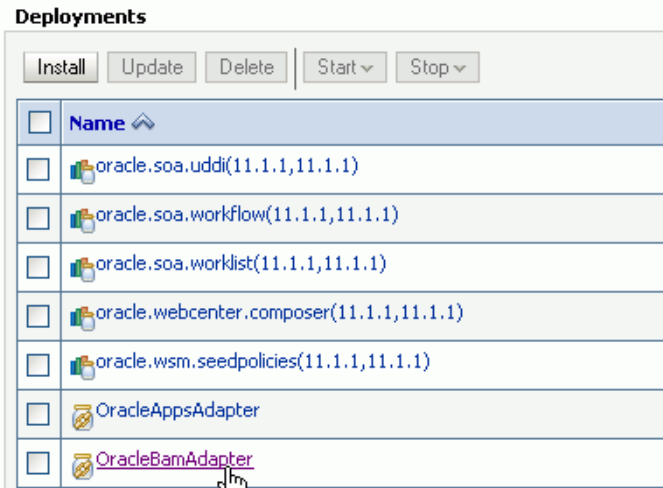 Deployments
Install Update Delete Start Stop
Name
oracle.soa.uddi(11.1.1,11.1.1)
oracle.soa.workflow(11.1.1,11.1.1)
oracle.soa.worklist(11.1.1,11.1.1)
oracle.webcenter.composer(11.1.1,11.1.1)
oracle.wsm.seedpolicies(11.1.1,11.1.1)
OracleAppsAdapter
OracleBamAdapter